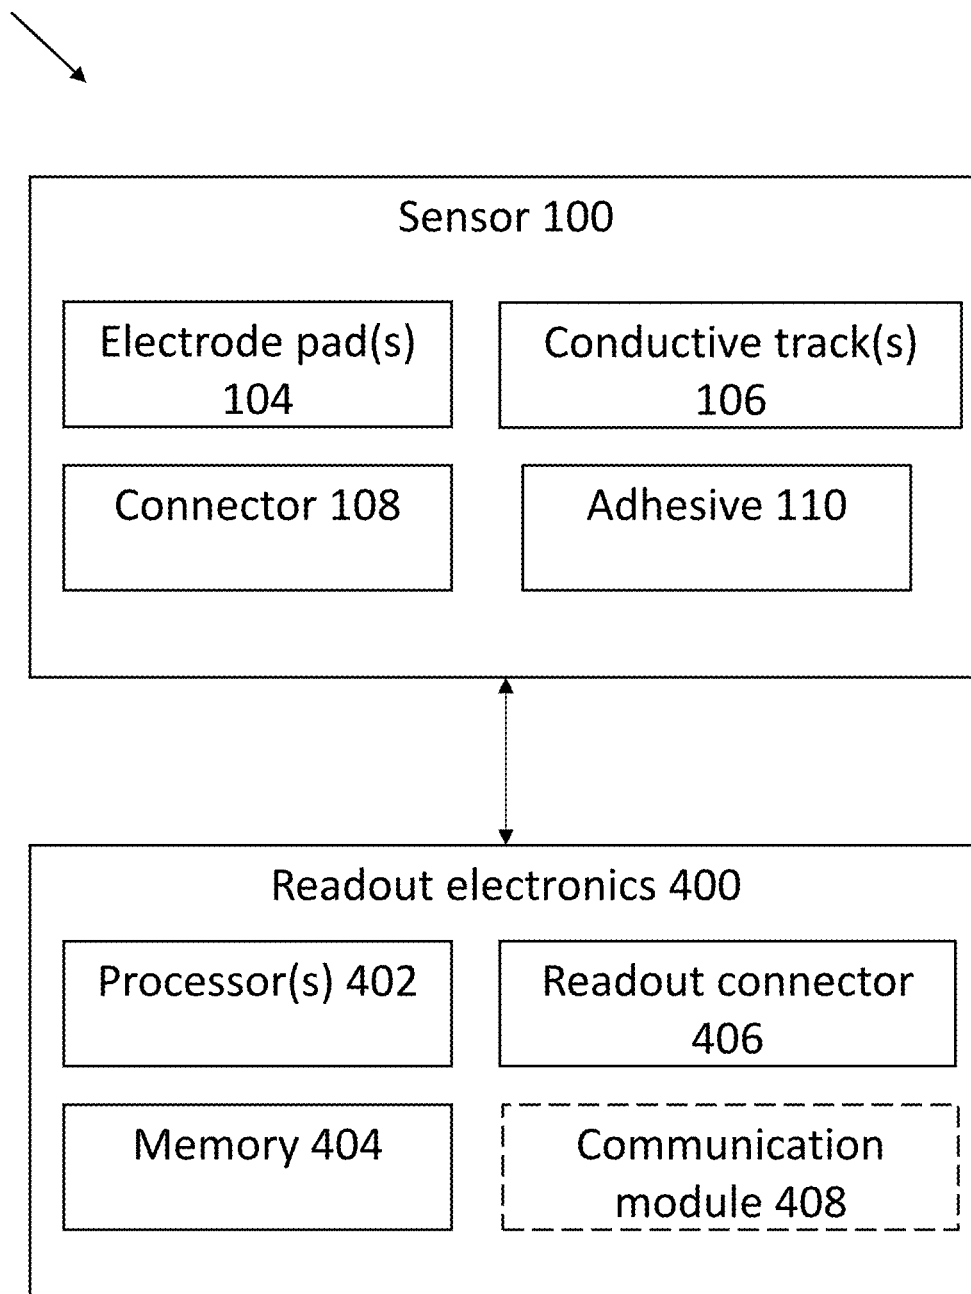 Sensor 100
Electrode pad(s)
104
Conductive track(s)
106
Connector 108
Adhesive 110
Readout electronics 400
Processor(s) 402
Readout connector
406
Memory 404
Communication
module 408